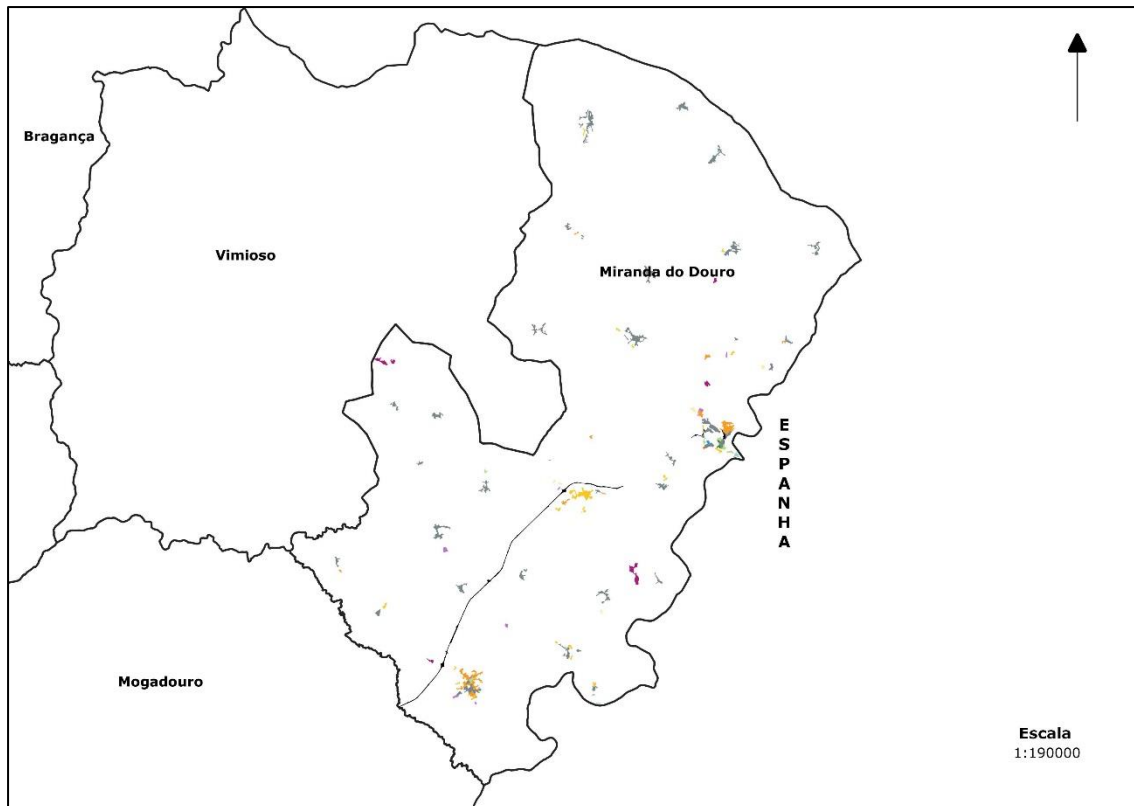 Bragança
Vimioso
Miranda do Douro
E
S
P
A
N
H
A
Mogadouro
Escala
1:190000